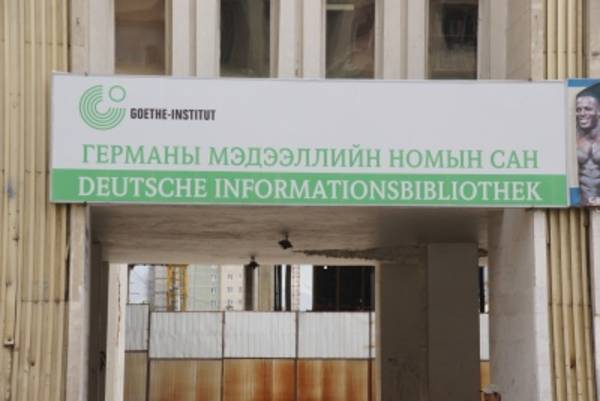 GOETHE-INSTITUT
ГЕРМАНЫ МЭДЭЭЛЛИЙН НОМЫН САН
DEUTSCHE INFORMATIONSBIBLIOTHEK